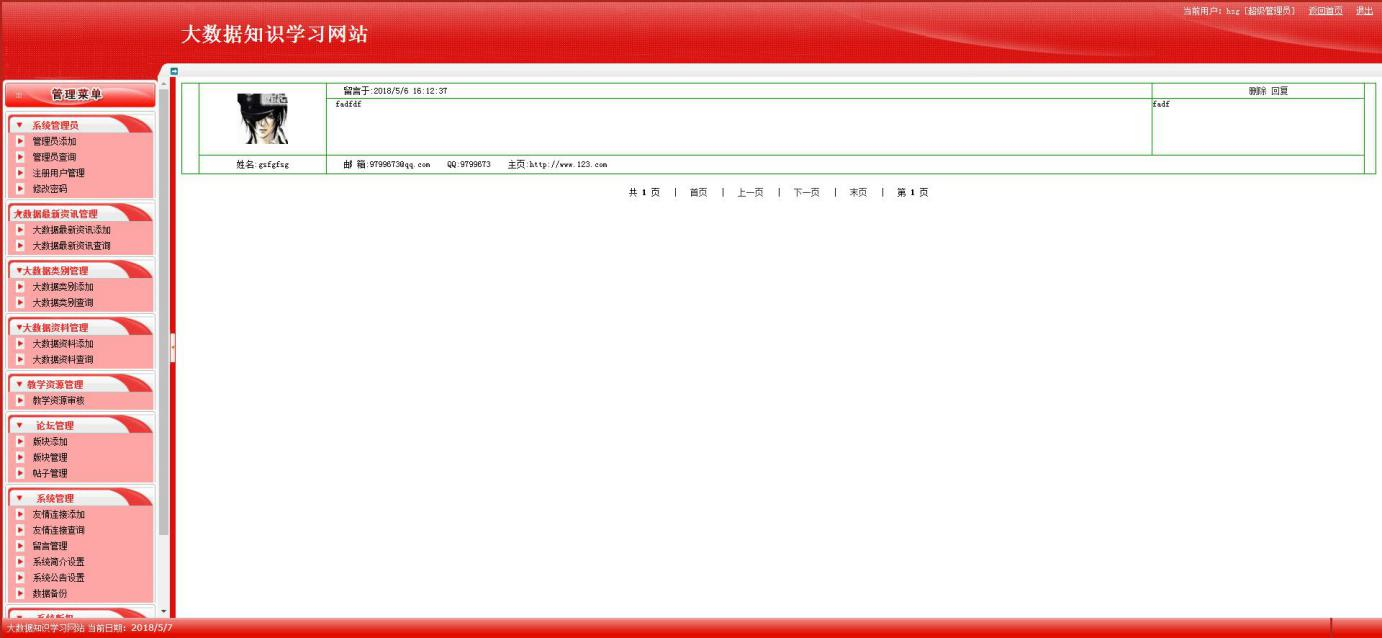 当前用户：hsg [超级管理员] 返回首页 退出
大数据知识学习网站
管理菜单
系统管理员
管理员添加
管理员查询
注册用户管理
修改密码
大数据最新资讯管理
大数据最新资讯添加
大数据最新资讯查询
大数据类别管理
大数据类别添加
大数据类别查询
大数据资料管理
大数据资料添加
大数据资料查询
教学资源管理
教学资源审核
论坛管理
版块添加
版块管理
帖子管理
系统管理
友情连接添加
友情连接查询
留言管理
系统简介设置
系统公告设置
数据备份
留言于:2018/5/6 16:12:37 删除 回复
fadfdf fadf
姓名:gsfgfsg 邮 箱:9799673@qq.com QQ:9799673 主页:http://www.123.com
共 1 页 | 首页 | 上一页 | 下一页 | 末页 | 第 1 页
大数据知识学习网站 当前日期：2018/5/7